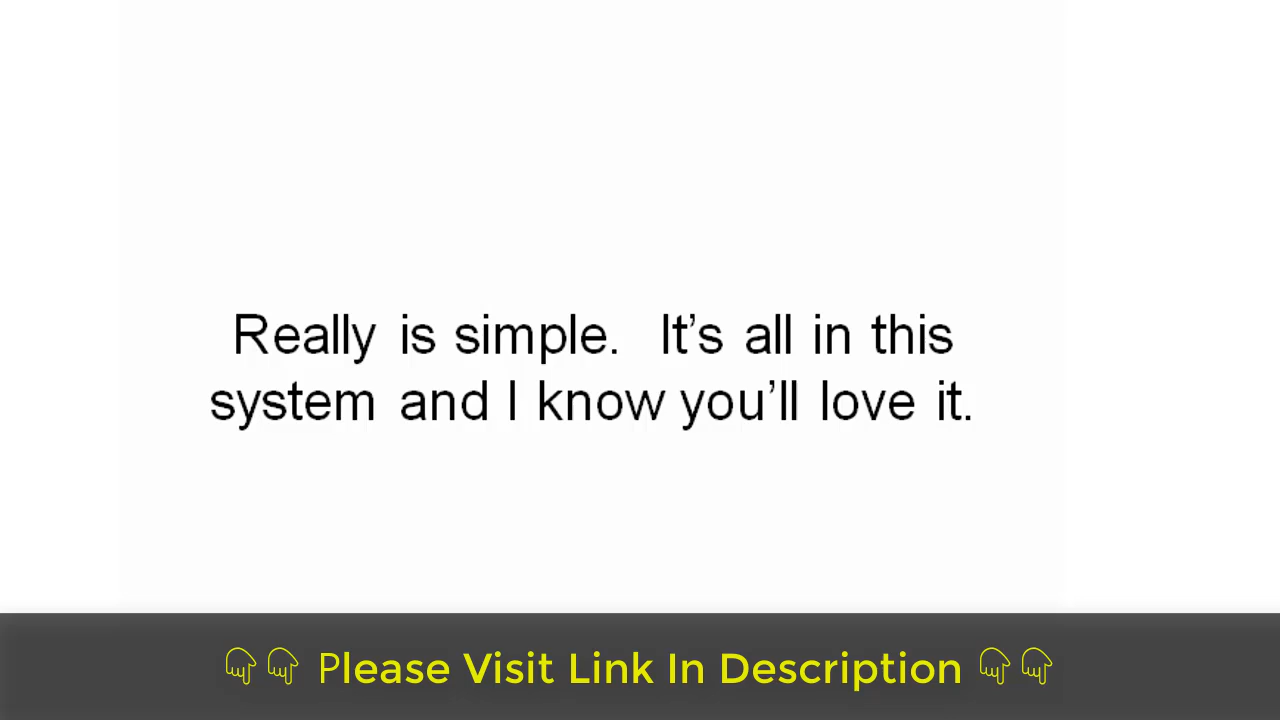 Really is simple.  It’s all in this
system and I know you’ll love it.
Please Visit Link In Description